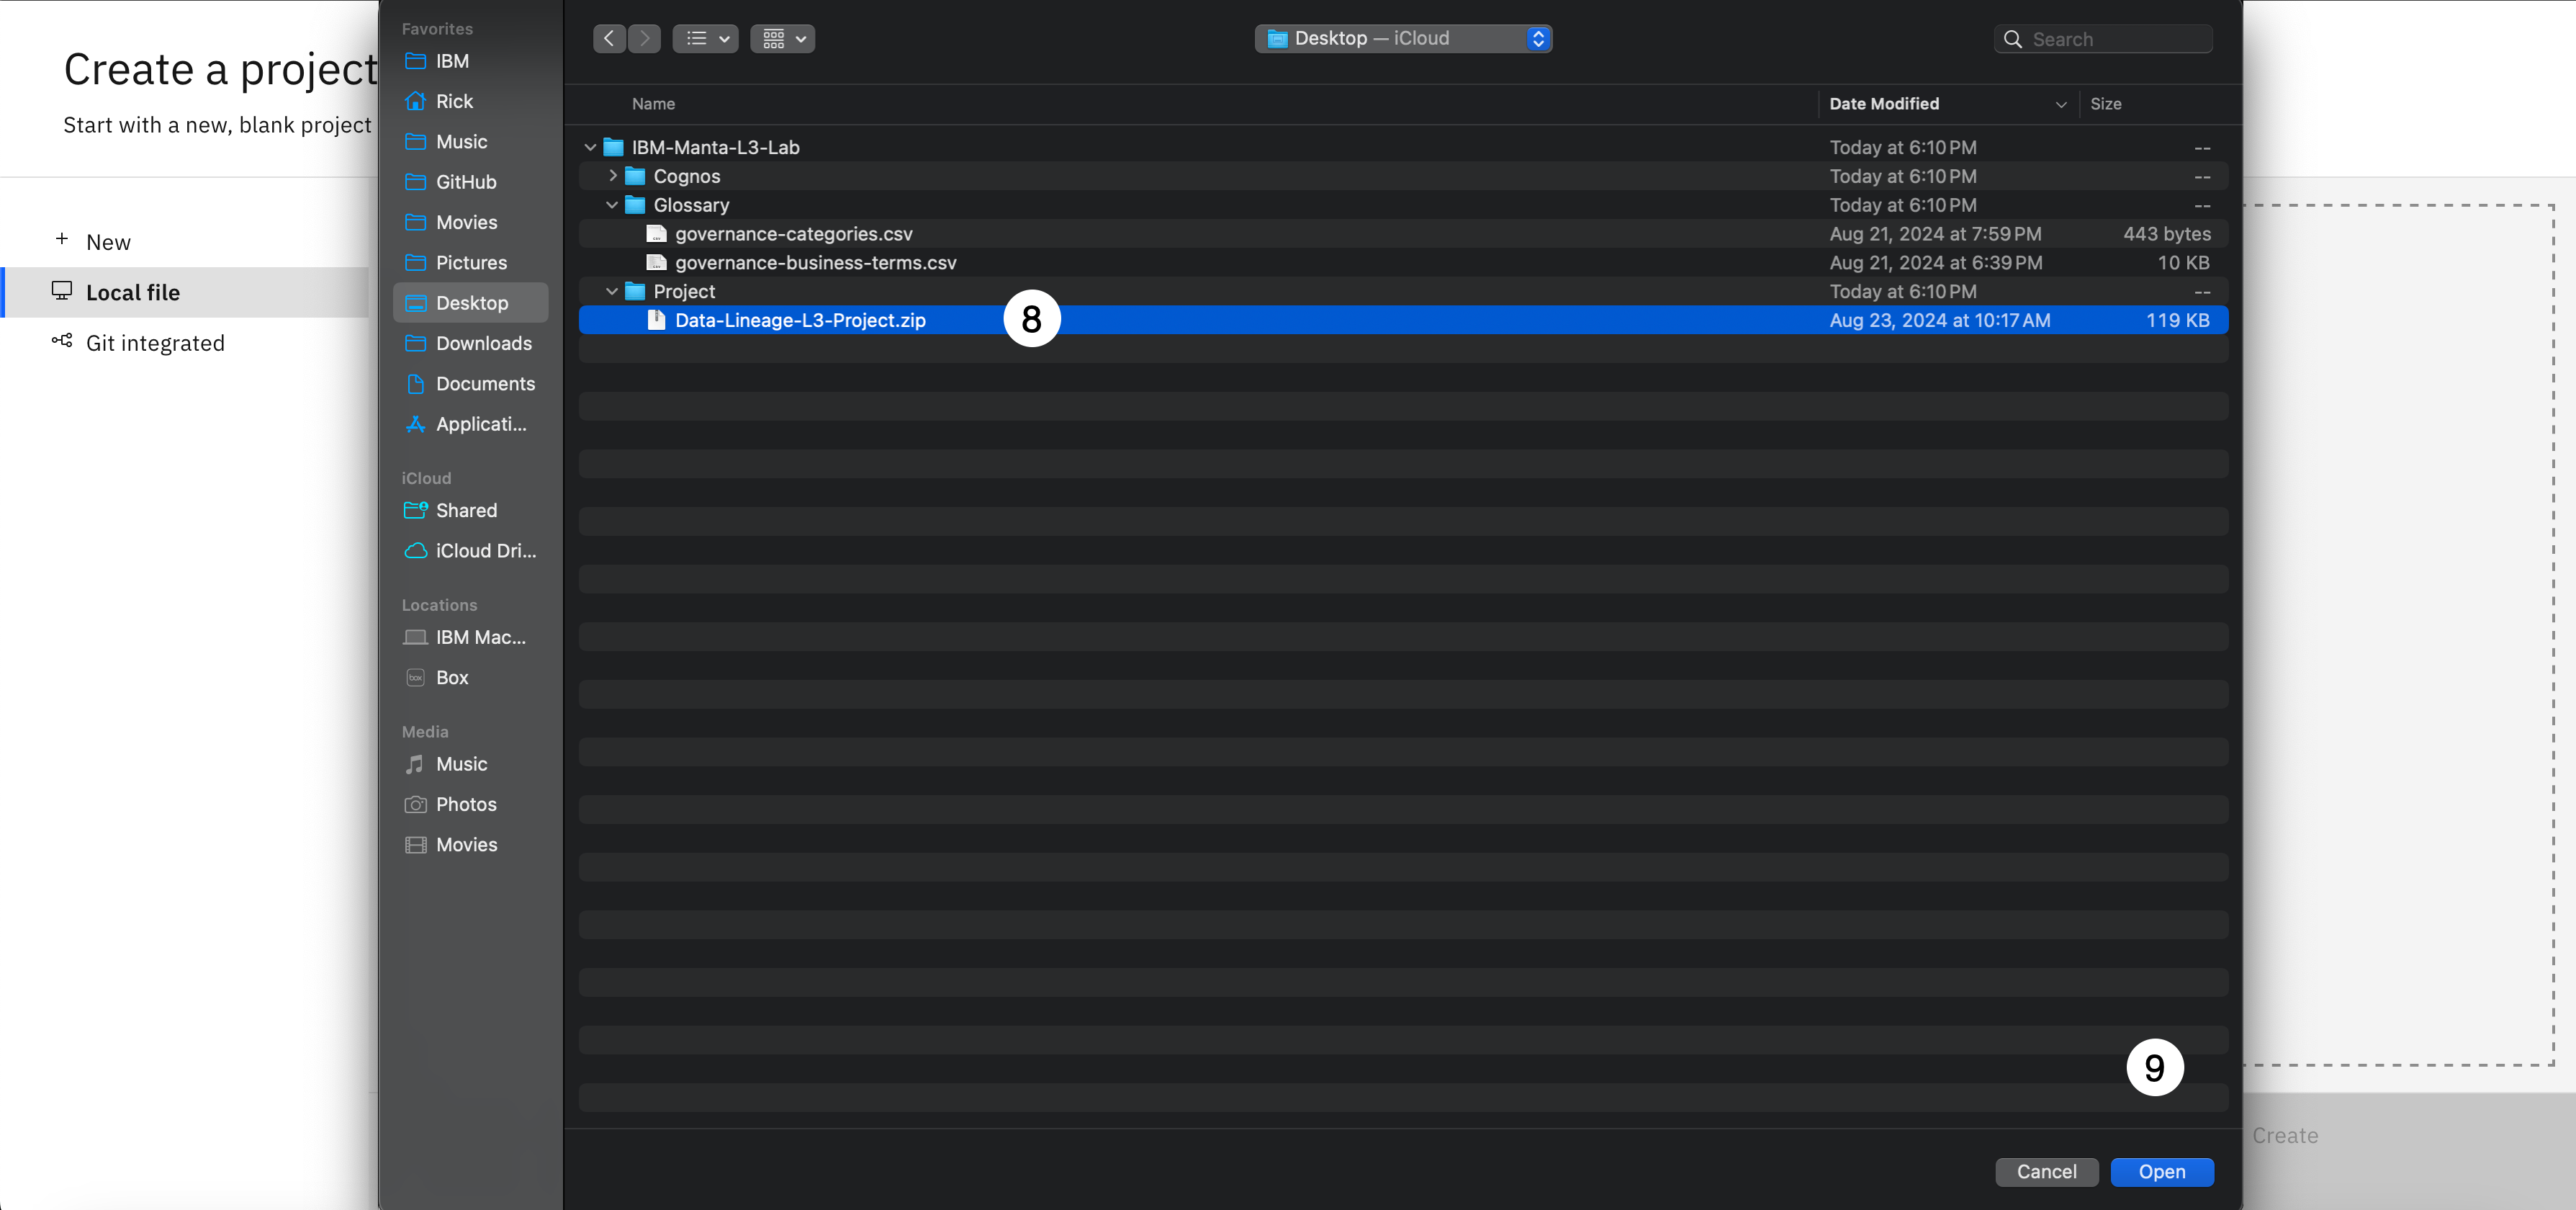 Create a project
Start with a new, blank project
New
Local file
Git integrated
Favorites
IBM
Rick
Music
GitHub
Movies
Pictures
Desktop
Downloads
Documents
Applicati...
iCloud
Shared
iCloud Dri...
Locations
IBM Mac...
box
Box
Media
Music
Photos
Movies
Desktop — iCloud
Search
Name Date Modified Size
IBM-Manta-L3-Lab Today at 6:10 PM --
Cognos Today at 6:10 PM --
Glossary Today at 6:10 PM --
governance-categories.csv Aug 21, 2024 at 7:59 PM 443 bytes
governance-business-terms.csv Aug 21, 2024 at 6:39 PM 10 KB
Project Today at 6:10 PM --
Data-Lineage-L3-Project.zip 8 Aug 23, 2024 at 10:17 AM 119 KB
9
Cancel Open
Create